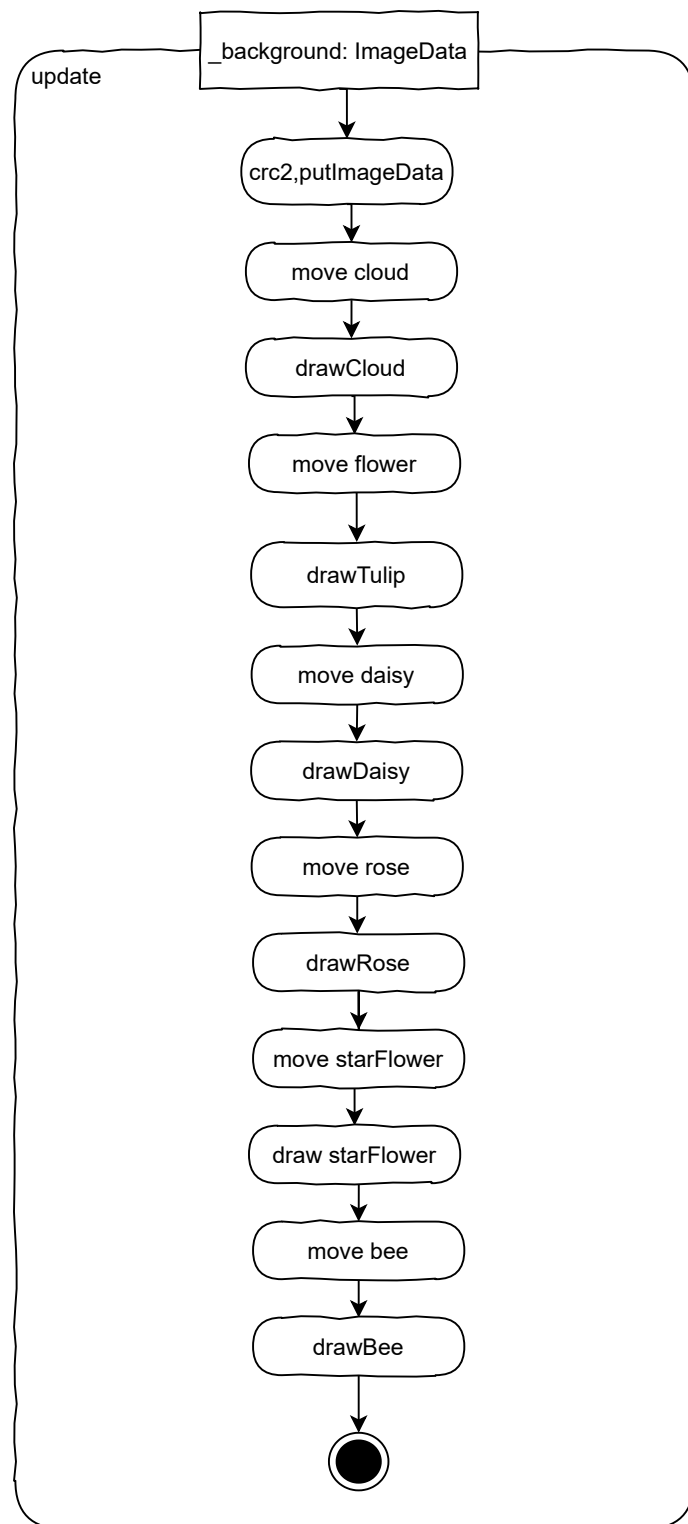 _background: ImageData
update
crc2,putImageData
move cloud
drawCloud
move flower
drawTulip
move daisy
drawDaisy
move rose
drawRose
move starFlower
draw starFlower
move bee
drawBee